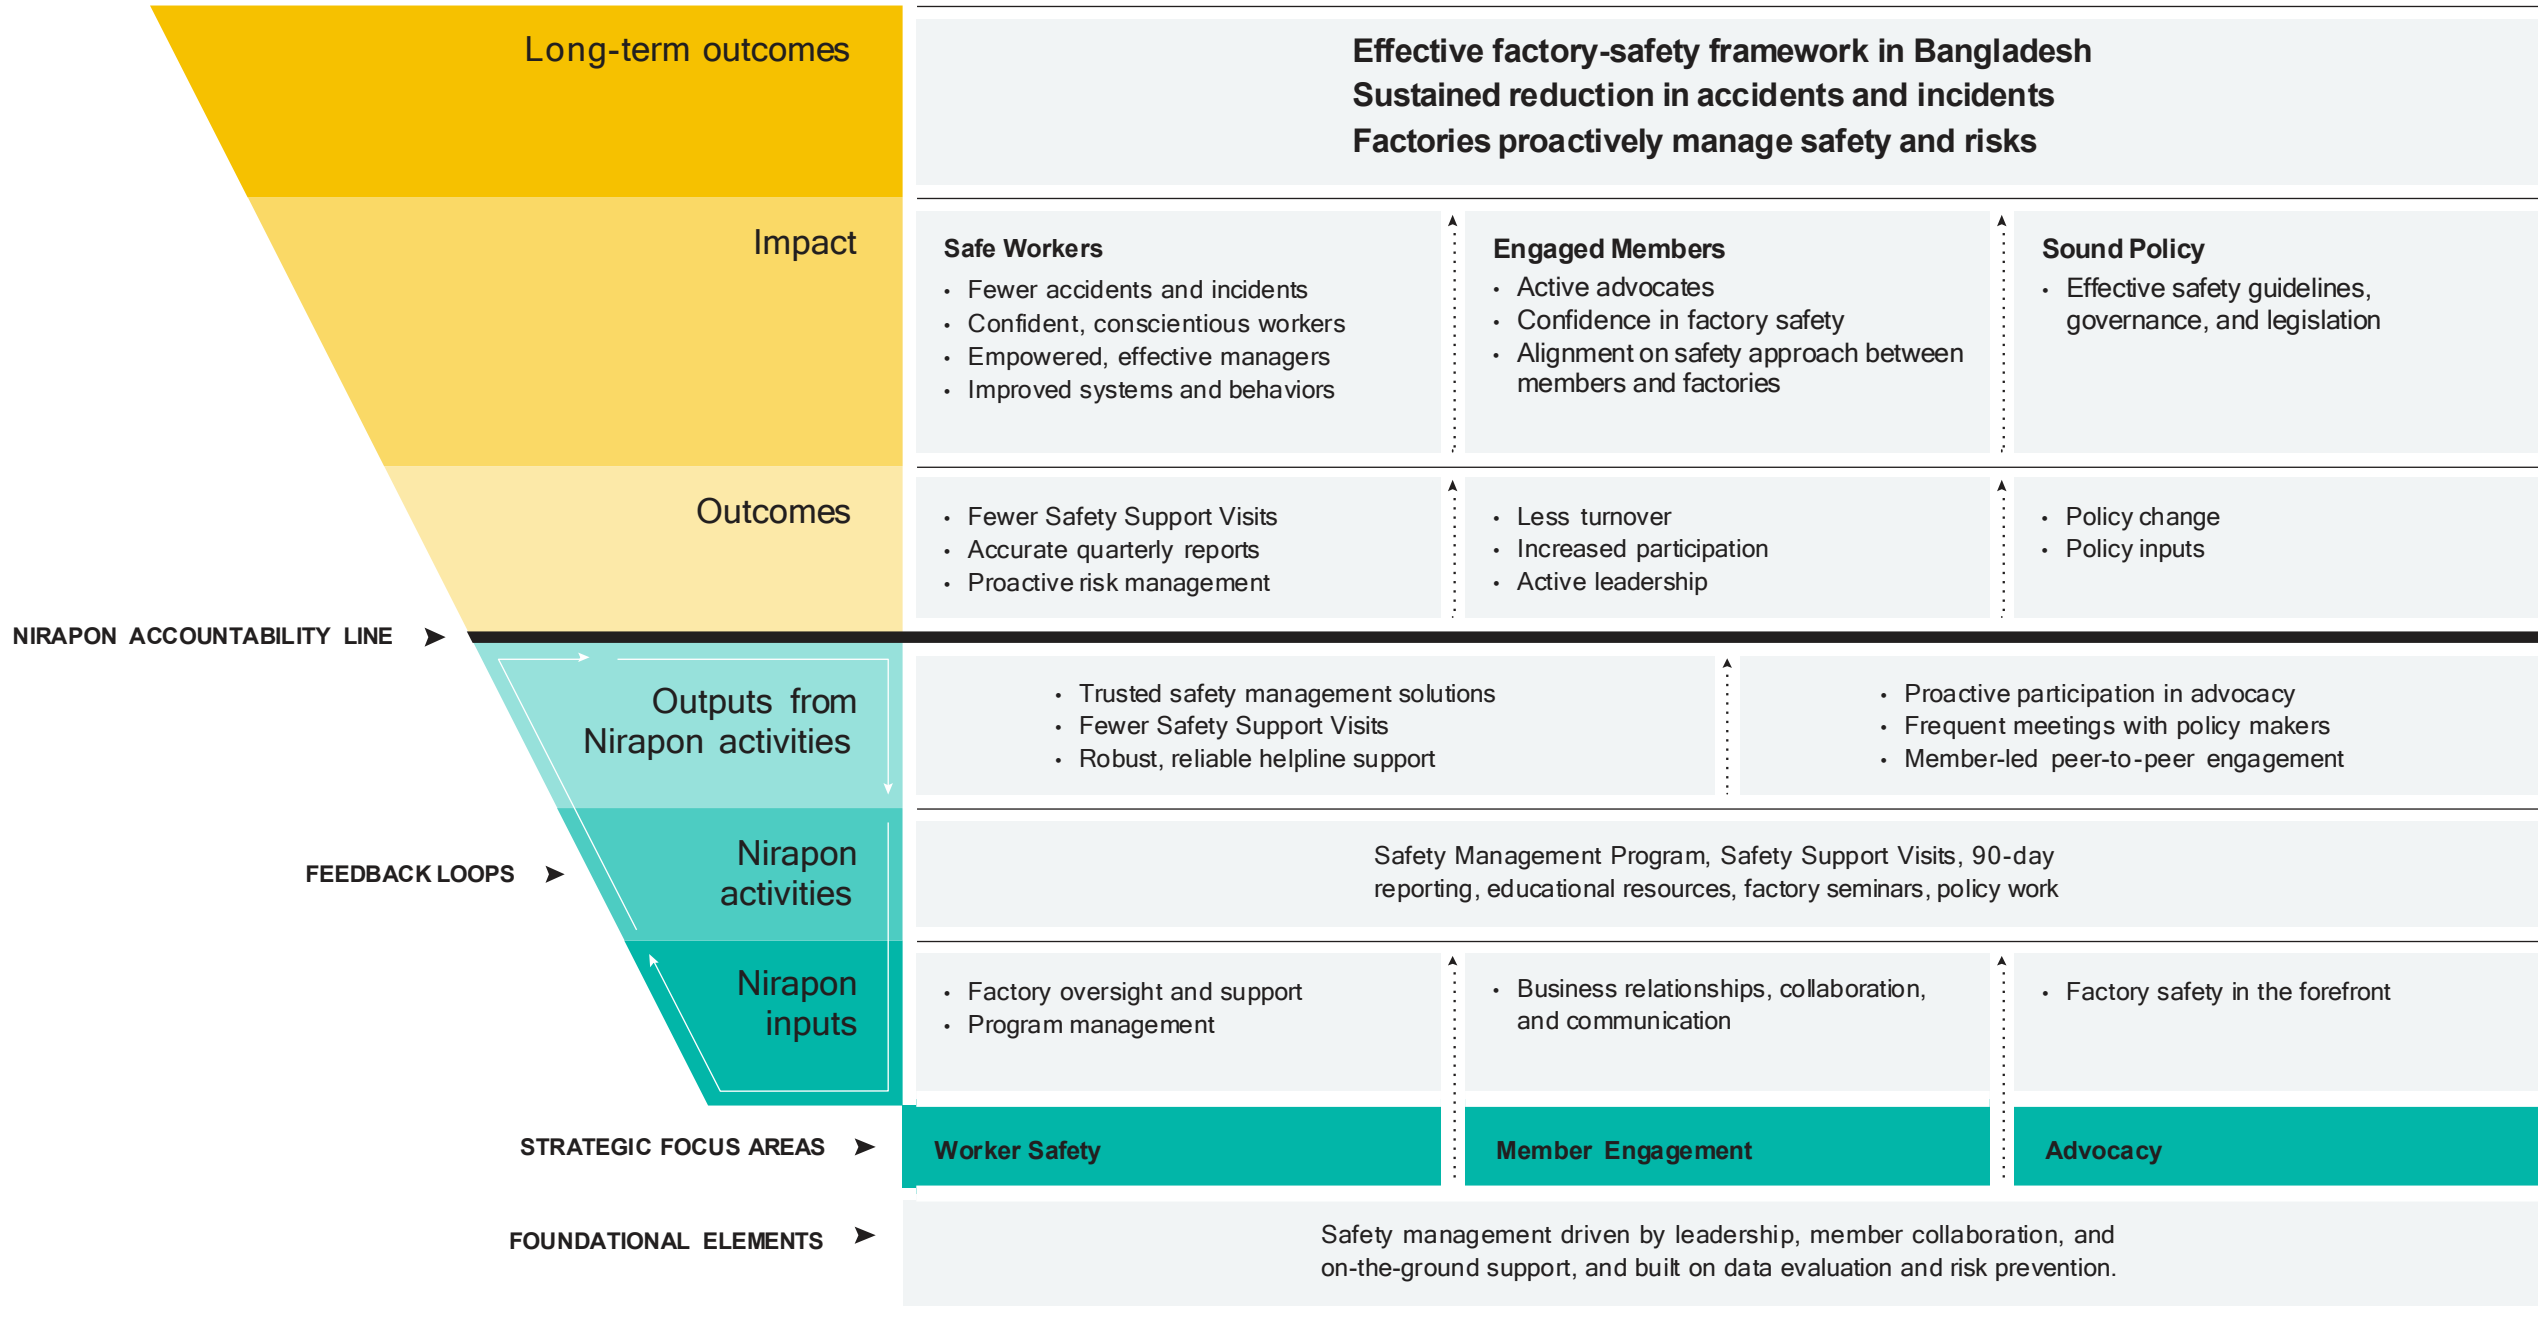 Long-term outcomes
Effective factory-safety framework in Bangladesh
Sustained reduction in accidents and incidents
Factories proactively manage safety and risks
Impact
Safe Workers
• Fewer accidents and incidents
• Confident, conscientious workers
• Empowered, effective managers
• Improved systems and behaviors
Engaged Members
• Active advocates
• Confidence in factory safety
• Alignment on safety approach between
members and factories
Sound Policy
• Effective safety guidelines,
governance, and legislation
Outcomes
• Fewer Safety Support Visits
• Accurate quarterly reports
• Proactive risk management
• Less turnover
• Increased participation
• Active leadership
• Policy change
• Policy inputs
NIRAPON ACCOUNTABILITY LINE
Outputs from
Nirapon activities
• Trusted safety management solutions
• Fewer Safety Support Visits
• Robust, reliable helpline support
• Proactive participation in advocacy
• Frequent meetings with policy makers
• Member-led peer-to-peer engagement
FEEDBACK LOOPS
Nirapon
activities
Safety Management Program, Safety Support Visits, 90-day
reporting, educational resources, factory seminars, policy work
Nirapon
inputs
• Factory oversight and support
• Program management
• Business relationships, collaboration,
and communication
• Factory safety in the forefront
STRATEGIC FOCUS AREAS
Worker Safety
Member Engagement
Advocacy
FOUNDATIONAL ELEMENTS
Safety management driven by leadership, member collaboration, and
on-the-ground support, and built on data evaluation and risk prevention.